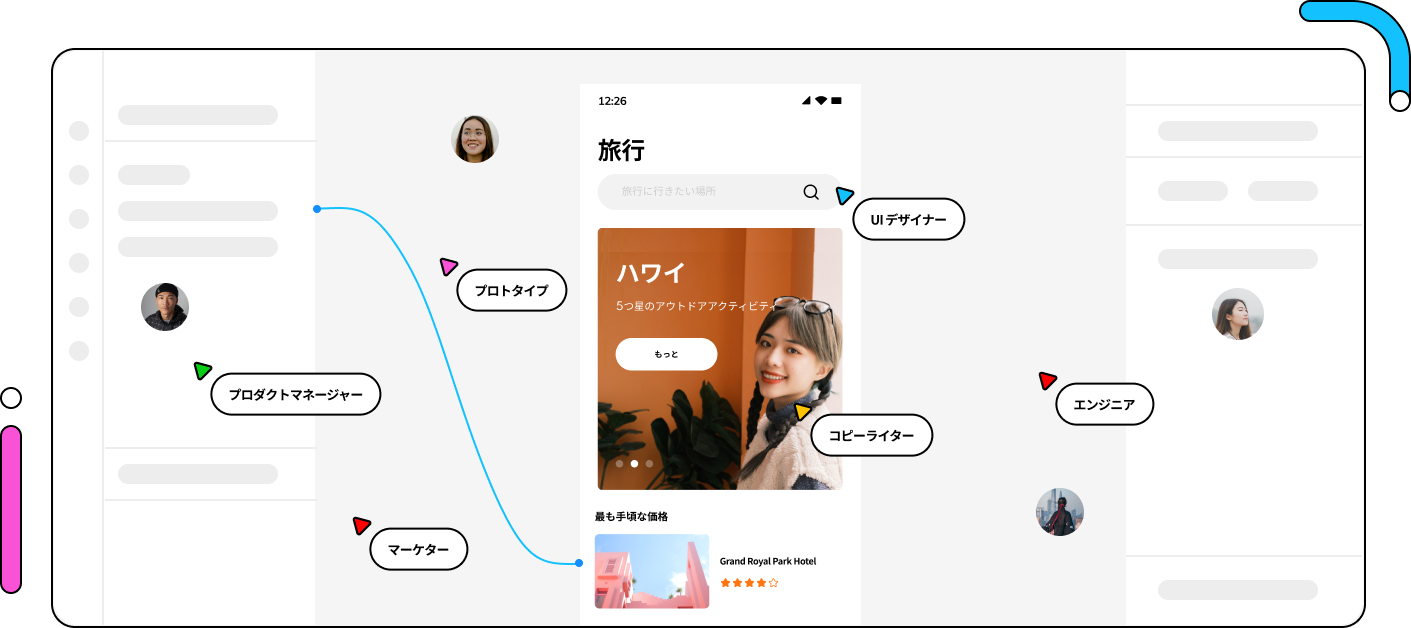 12:26
旅行
旅行に行きたい場所
UI デザイナー
ハワイ
プロトタイプ
5つ星のアウトドアアクティビティ
もっと
プロダクトマネージャー
エンジニア
コピーライター
最も手頃な価格
マーケター
Grand Royal Park Hotel